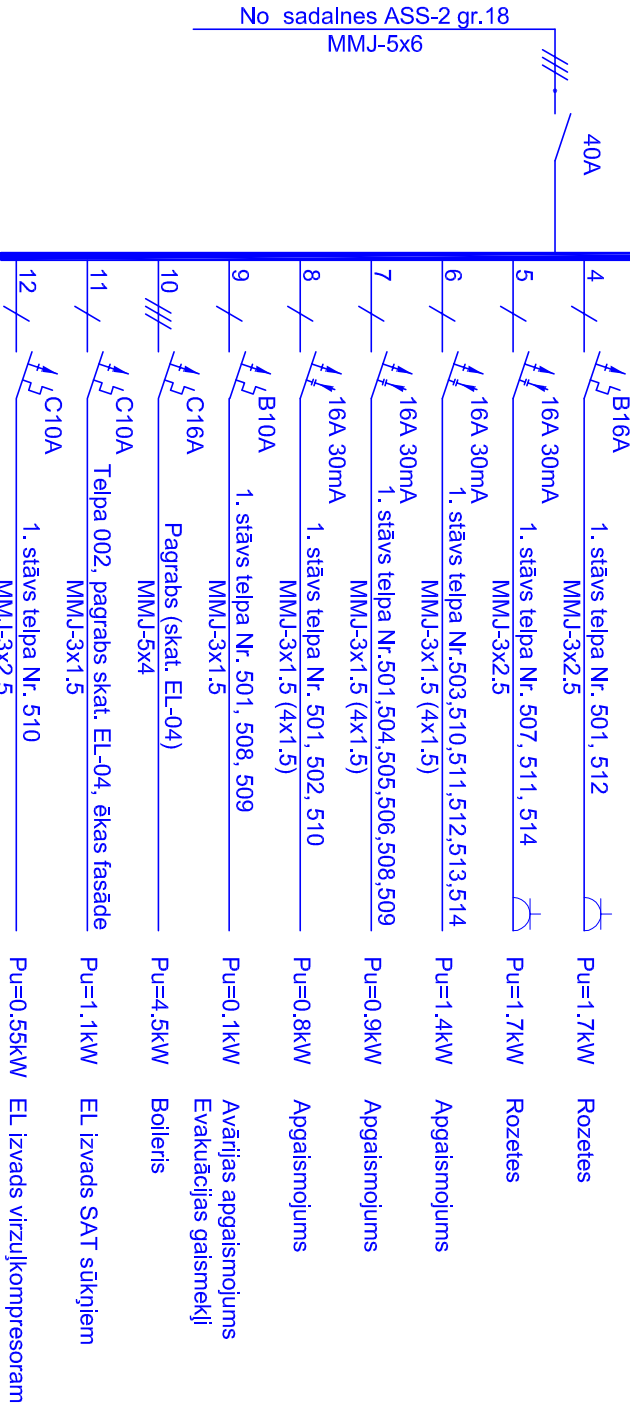 No sadalnes ASS-2 gr.18
MMJ-5x6
40A
4
B16A
1. stāvs telpa Nr. 501, 512
MMJ-3x2.5
Pu=1.7kW
Rozetes
5
16A 30mA
1. stāvs telpa Nr. 507, 511, 514
MMJ-3x2.5
Pu=1.7kW
Rozetes
6
16A 30mA
1. stāvs telpa Nr.503,510,511,512,513,514
MMJ-3x1.5 (4x1.5)
Pu=1.4kW
Apgaismojums
7
16A 30mA
1. stāvs telpa Nr.501,504,505,506,508,509
MMJ-3x1.5 (4x1.5)
Pu=0.9kW
Apgaismojums
8
16A 30mA
1. stāvs telpa Nr. 501, 502, 510
MMJ-3x1.5 (4x1.5)
Pu=0.8kW
Apgaismojums
9
B10A
1. stāvs telpa Nr. 501, 508, 509
MMJ-3x1.5
Pu=0.1kW
Avārijas apgaismojums
Evakuācijas gaismekļi
10
C16A
Pagrabs (skat. EL-04)
MMJ-5x4
Pu=4.5kW
Boileris
11
C10A
Telpa 002, pagrabs skat. EL-04, ēkas fasāde
MMJ-3x1.5
Pu=1.1kW
EL izvads SAT sūkņiem
12
C10A
1. stāvs telpa Nr. 510
MMJ-3x2.5
Pu=0.55kW
EL izvads virzuļkompresoram